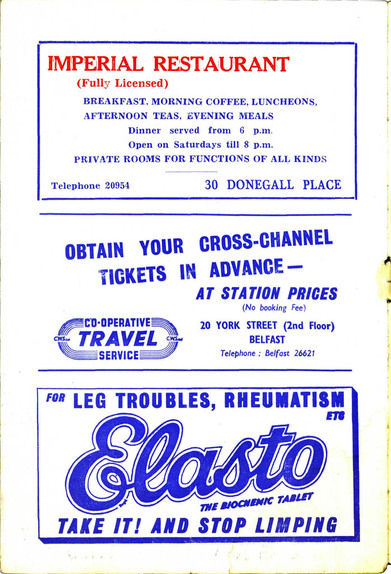 IMPERIAL RESTAURANT
(Fully Licensed)
BREAKFAST, MORNING COFFEE, LUNCHEONS,
AFTERNOON TEAS, EVENING MEALS
Dinner served from 6 p.m.
Open on Saturdays till 8 p.m.
PRIVATE ROOMS FOR FUNCTIONS OF ALL KINDS
Telephone 20954 30 DONEGALL PLACE
OBTAIN YOUR CROSS-CHANNEL
TICKETS IN ADVANCE—
AT STATION PRICES
(No booking Fee)
CO-OPERATIVE
TRAVEL
SERVICE
20 YORK STREET (2nd Floor)
BELFAST
Telephone : Belfast 26621
FOR LEG TROUBLES, RHEUMATISM
ETC
Elasto
THE BIOCHEMIC TABLET
TAKE IT! AND STOP LIMPING